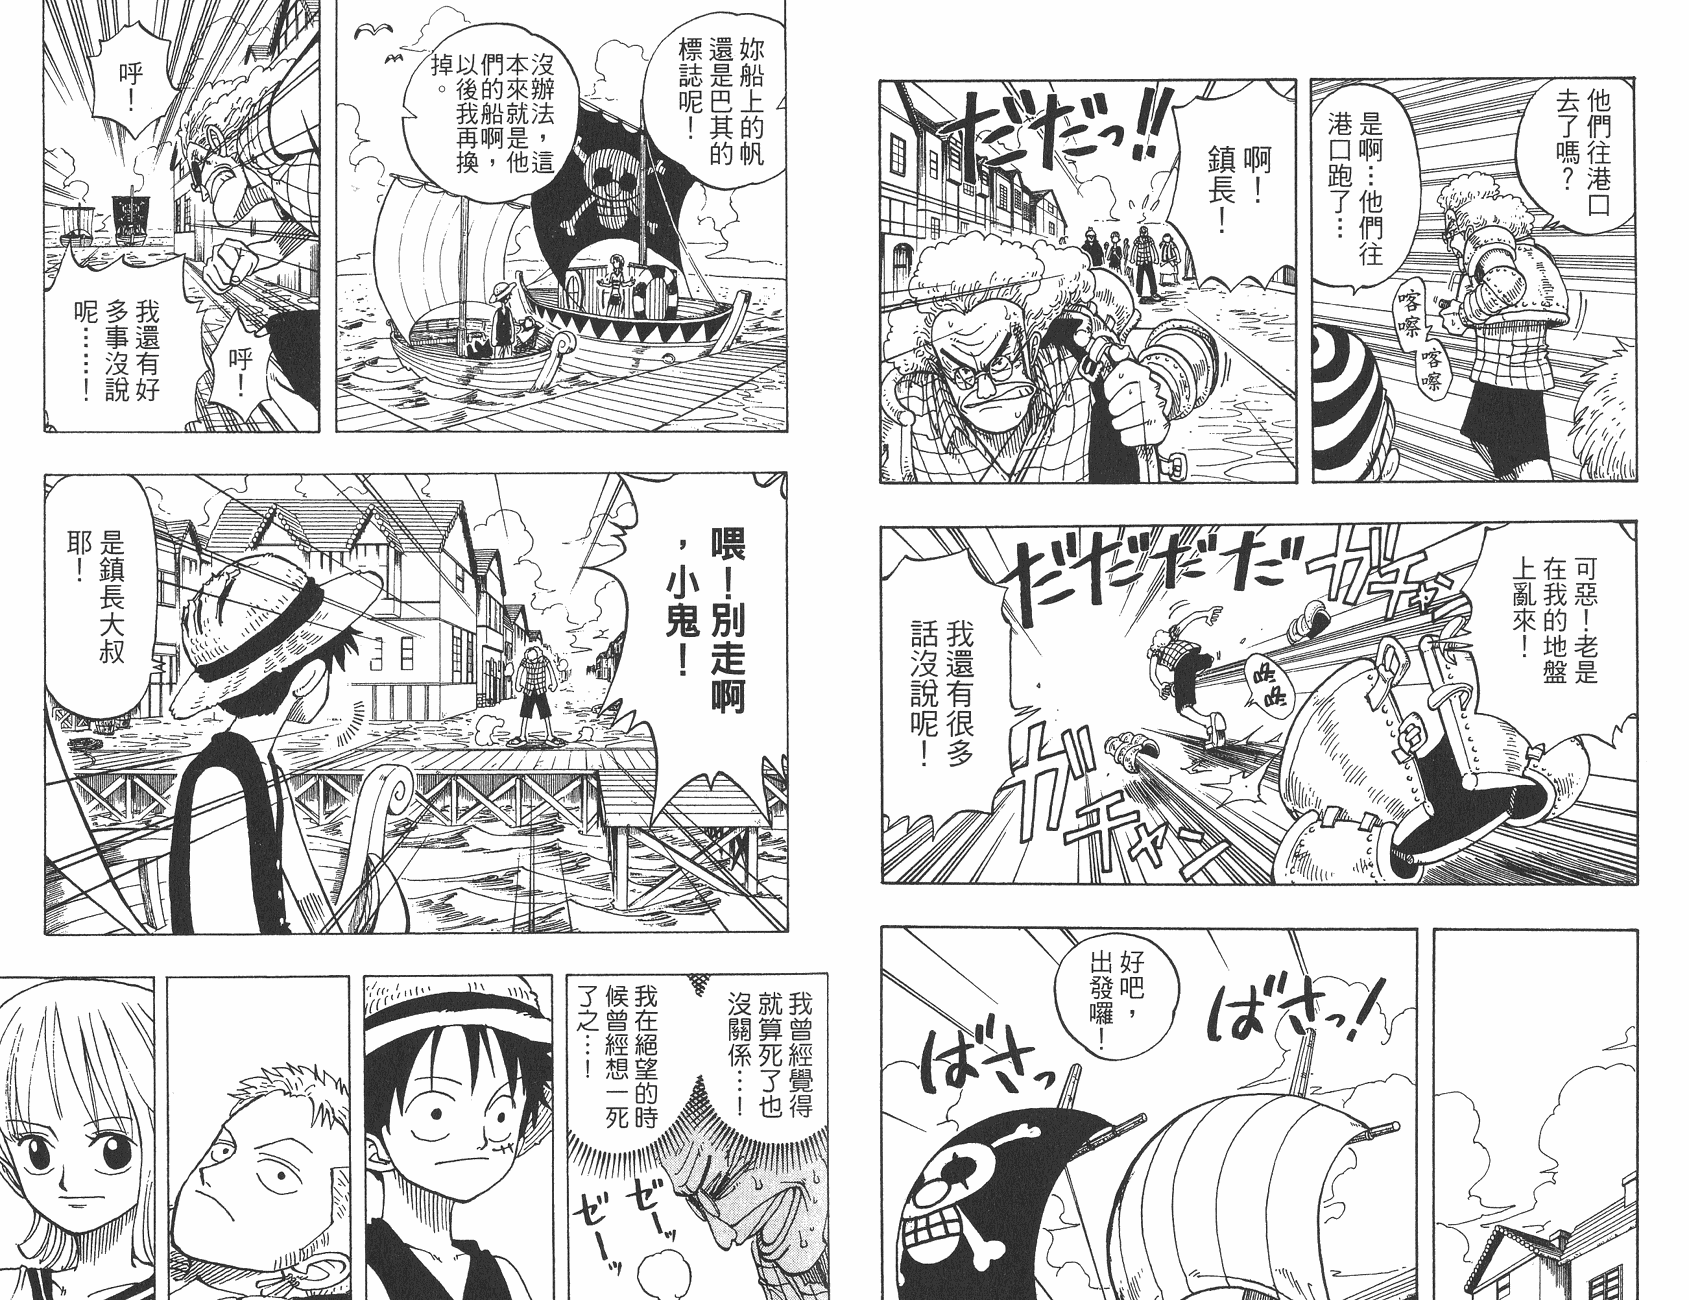 他們往港口
去了嗎？
是啊…他們往
港口跑了…
喀嚓
喀嚓
啊！
鎮長！
だだっ!!
可惡！老是
在我的地盤
上亂來！
ガチャン
だだだだ
咚咚
我還有很多
話沒說呢！
ガチャン
ばさっ！
好吧，
出發囉！
ばさっ
妳船上的帆
還是巴其的
標誌呢！
沒辦法，這
本來就是他
們的船啊，
以後我再換
掉。
呼！
呼！
我還有好
多事沒說
呢……！
喂！別走啊
，小鬼！
是鎮長大叔
耶！
我曾經覺得
就算死了也
沒關係…！
我在絕望的時
候曾經想一死
了之…！
ゼーッ
ゼーッ